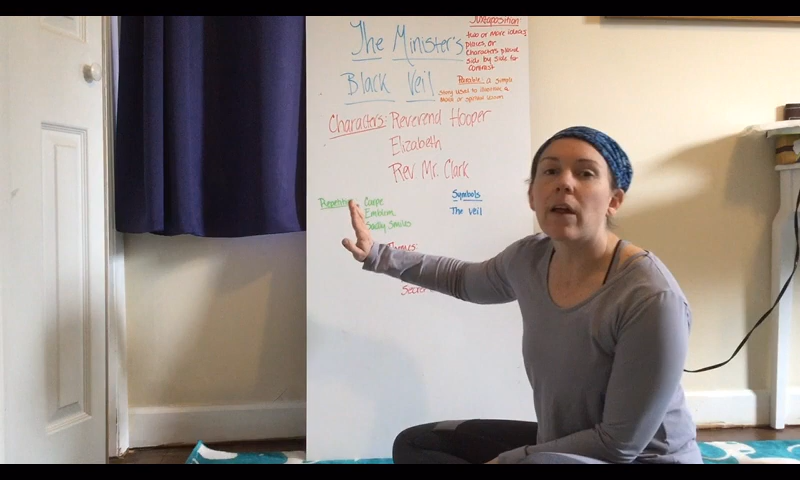 The Minister's
Black Veil
Juxtaposition:
two or more ideas,
places, or
characters placed
side by side for
contrast
Parable: a simple
story used to illustrate a
moral or spiritual lesson
Characters: Reverend Hooper
Elizabeth
Rev. Mr. Clark
Symbols
The veil
Crape
Emblem
Sadly Smiles